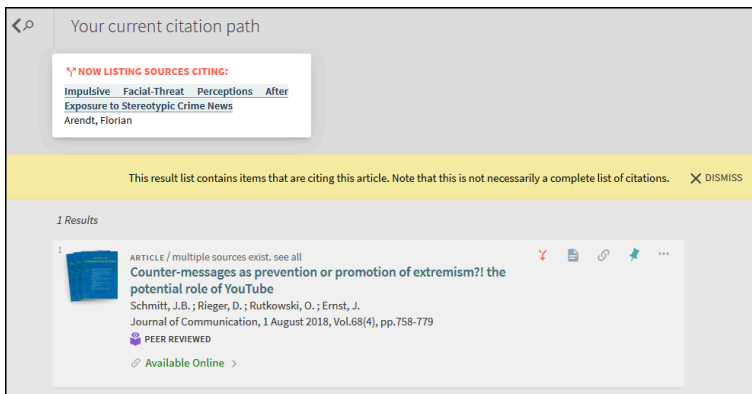 Your current citation path
NOW LISTING SOURCES CITING:
Impulsive Facial-Threat Perceptions After
Exposure to Stereotypic Crime News
Arendt, Florian
This result list contains items that are citing this article. Note that this is not necessarily a complete list of citations.
DISMISS
1 Results
1
ARTICLE / multiple sources exist. see all
Counter-messages as prevention or promotion of extremism?! the
potential role of YouTube
Schmitt, J.B. ; Rieger, D. ; Rutkowski, O. ; Ernst, J.
Journal of Communication, 1 August 2018, Vol.68(4), pp.758-779
PEER REVIEWED
Available Online